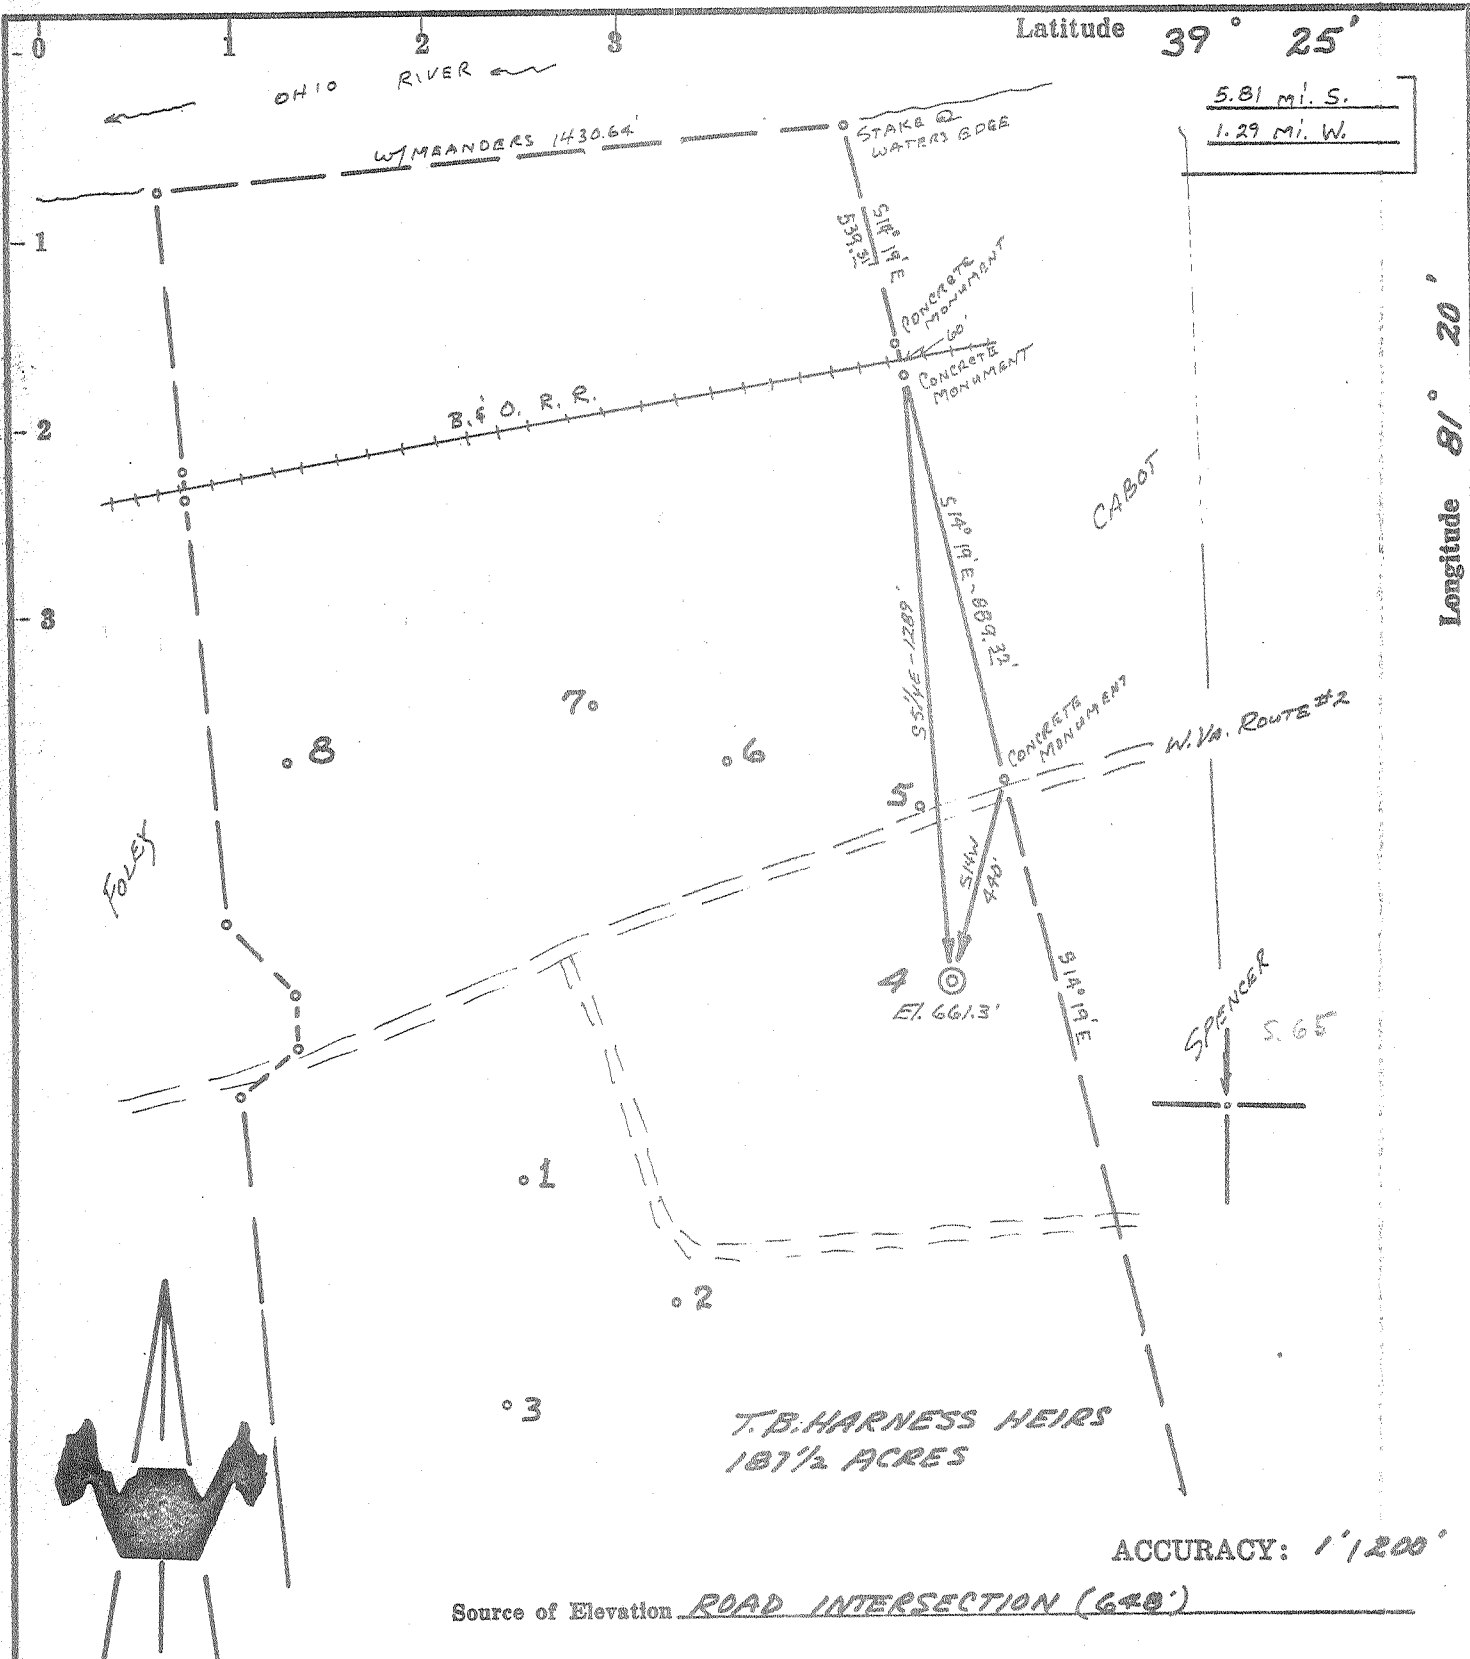 0 1 2 3
Latitude 39° 25'
OHIO RIVER
5.81 mi. S.
1.29 mi. W.
W/MEANDERS 1430.64'
STAKE @
WATERS EDGE
1
S14° 19' E
539.31'
CONCRETE
MONUMENT
60'
CONCRETE
MONUMENT
Longitude 81° 20'
B. & O. R. R.
2
CABOT
S14° 19' E ~ 889.32'
3
S 5 1/4 E - 1289'
7
8
6
CONCRETE
MONUMENT
W. VA. ROUTE #2
5
FOLEY
S14W
490'
4
El. 661.3'
S14° 19' E
SPENCER
S. 65
1
2
3
T.B. HARNESS HEIRS
187 1/2 ACRES
ACCURACY: 1'/200'
Source of Elevation ROAD INTERSECTION